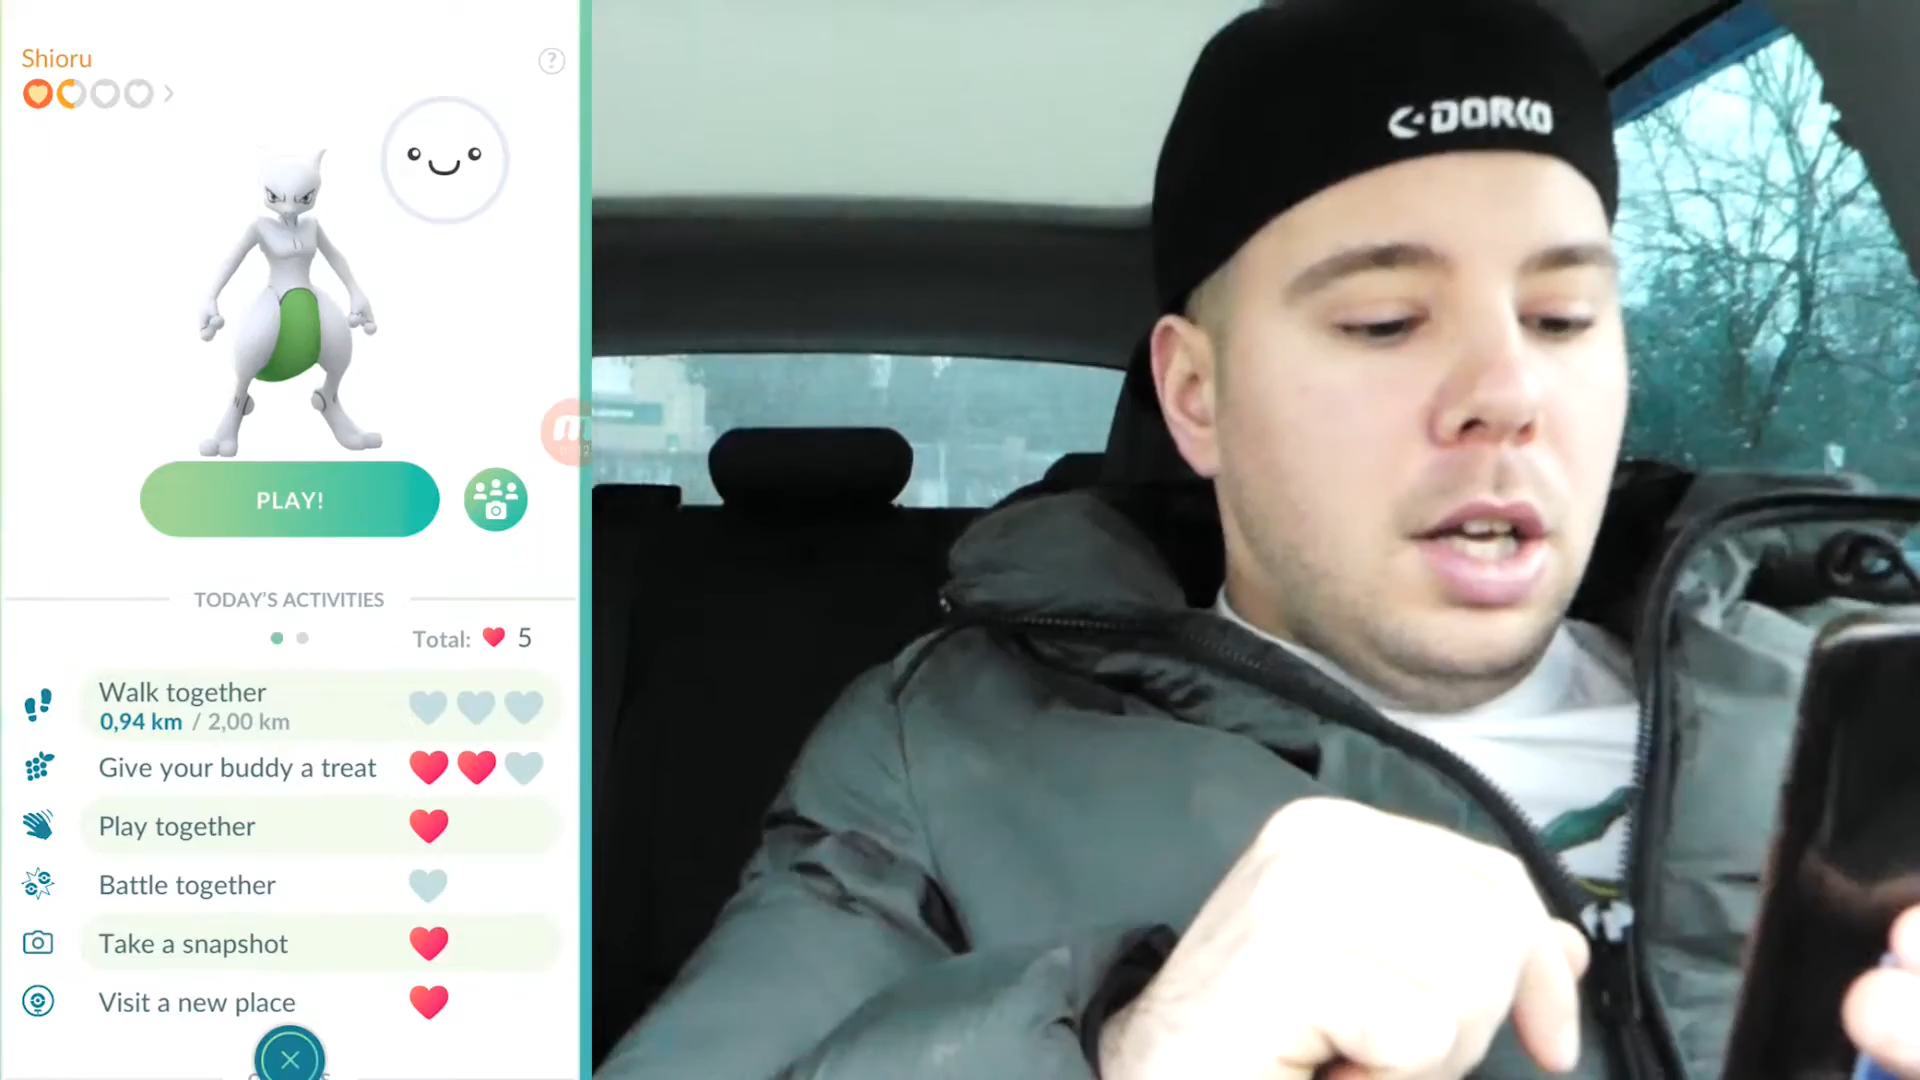 Shioru
?
DORKO
PLAY!
TODAY'S ACTIVITIES
Total: 5
Walk together
0,94 km / 2,00 km
Give your buddy a treat
Play together
Battle together
Take a snapshot
Visit a new place